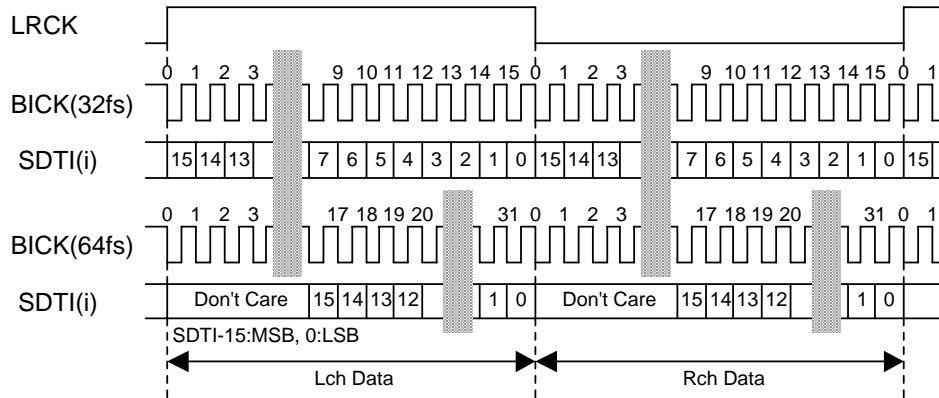 LRCK
0 1 2 3 9 10 11 12 13 14 15 0 1 2 3 9 10 11 12 13 14 15 0 1
BICK(32fs)
SDTI(i) 15 14 13 7 6 5 4 3 2 1 0 15 14 13 7 6 5 4 3 2 1 0 15
0 1 2 3 17 18 19 20 31 0 1 2 3 17 18 19 20 31 0 1
BICK(64fs)
SDTI(i) Don't Care 15 14 13 12 1 0 Don't Care 15 14 13 12 1 0
SDTI-15:MSB, 0:LSB
Lch Data Rch Data